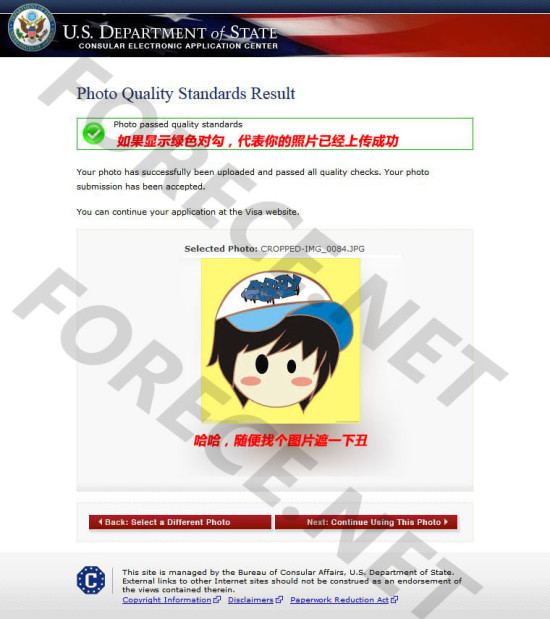 U.S. DEPARTMENT of STATE
CONSULAR ELECTRONIC APPLICATION CENTER
Photo Quality Standards Result
Photo passed quality standards
如果显示绿色对勾，代表你的照片已经上传成功
Your photo has successfully been uploaded and passed all quality checks. Your photo
submission has been accepted.
You can continue your application at the Visa website.
Selected Photo: CROPPED-IMG_0084.JPG
哈哈，随便找个图片遮一下丑
Back: Select a Different Photo
Next: Continue Using This Photo
C
This site is managed by the Bureau of Consular Affairs, U.S. Department of State.
External links to other Internet sites should not be construed as an endorsement of
the views contained therein.
Copyright Information Disclaimers Paperwork Reduction Act
FORECE.NET
FORECE.NET